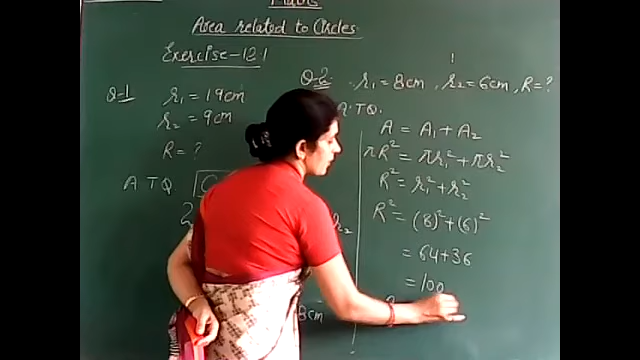 Maths
Area related to Circles
Exercise-12.1
Q-1 r₁ = 19cm
r₂ = 9cm
R = ?
A T Q
8cm
Q-2 r₁ = 8cm, r₂ = 6cm, R = ?
A.T.Q.
A = A₁ + A₂
πR² = πr₁² + πr₂²
R² = r₁² + r₂²
R² = (8)² + (6)²
= 64+36
= 100